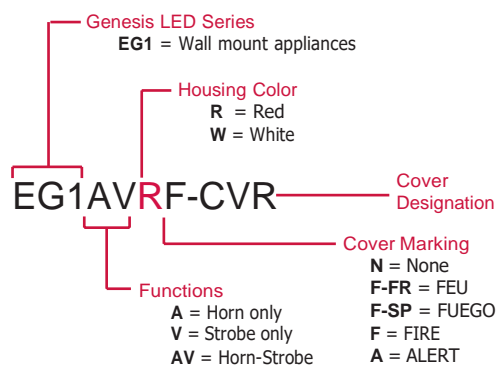 Genesis LED Series
EG1 = Wall mount appliances
Housing Color
R = Red
W = White
EG1AVRF-CVR
Cover
Designation
Cover Marking
N = None
F-FR = FEU
F-SP = FUEGO
F = FIRE
A = ALERT
Functions
A = Horn only
V = Strobe only
AV = Horn-Strobe